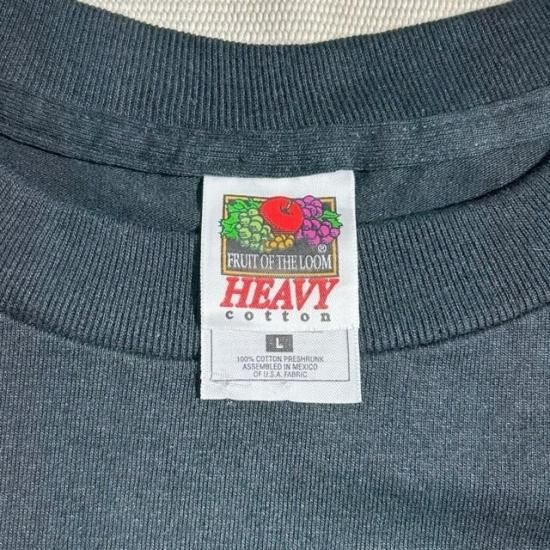 ®
FRUIT OF THE LOOM
HEAVY
cotton
L
100% COTTON PRESHRUNK
ASSEMBLED IN MEXICO
OF U.S.A. FABRIC